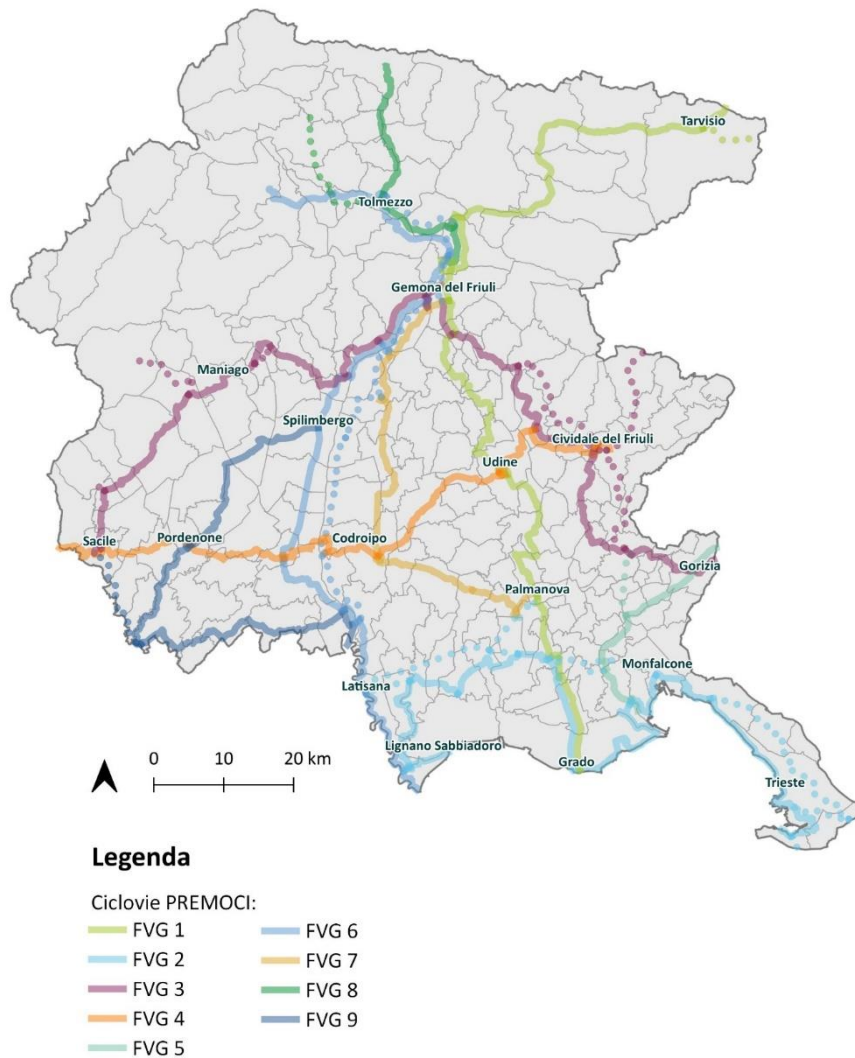 Tarvisio
Tolmezzo
Gemona del Friuli
Maniago
Spilimbergo
Cividale del Friuli
Udine
Sacile
Pordenone
Codroipo
Gorizia
Palmanova
Monfalcone
Latisana
Lignano Sabbiadoro
Grado
Trieste
0 10 20 km
Legenda
Ciclovie PREMOCI:
FVG 1
FVG 2
FVG 3
FVG 4
FVG 5
FVG 6
FVG 7
FVG 8
FVG 9